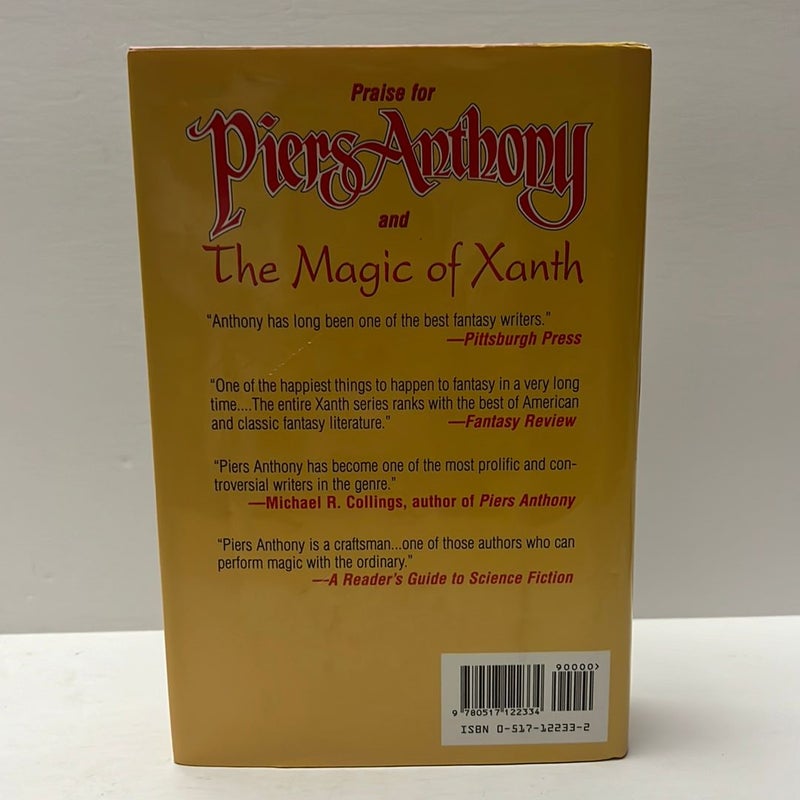 Praise for
Piers Anthony
and
The Magic of Xanth
“Anthony has long been one of the best fantasy writers.”
—Pittsburgh Press
“One of the happiest things to happen to fantasy in a very long
time....The entire Xanth series ranks with the best of American
and classic fantasy literature.” —Fantasy Review
“Piers Anthony has become one of the most prolific and con-
troversial writers in the genre.”
—Michael R. Collings, author of Piers Anthony
“Piers Anthony is a craftsman...one of those authors who can
perform magic with the ordinary.”
—A Reader's Guide to Science Fiction
90000>
9 780517 122334
ISBN 0-517-12233-2